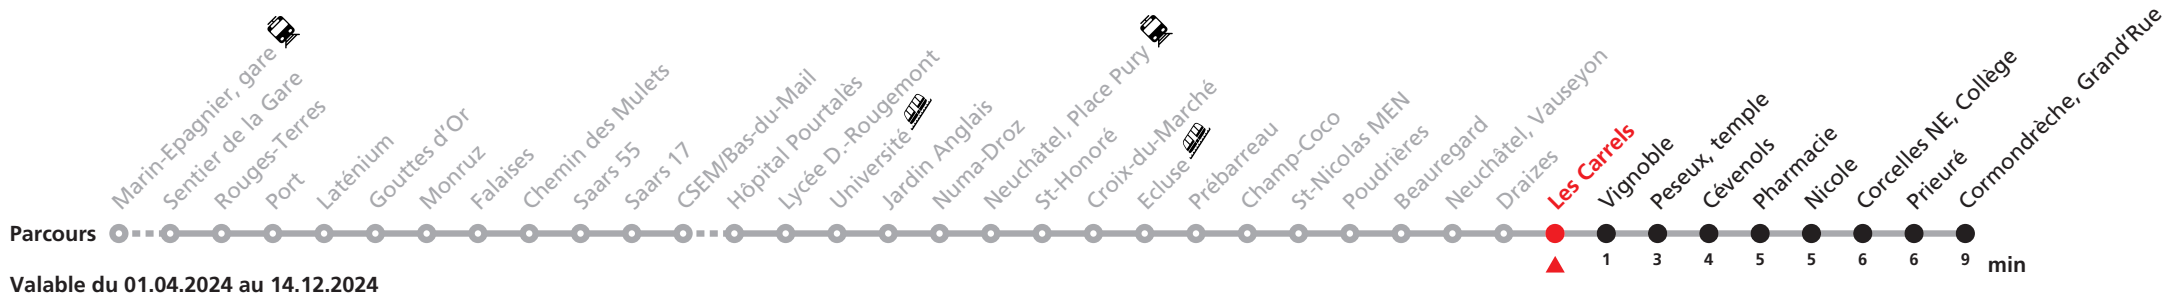 Marin-Epagnier, gare
Sentier de la Gare
Rouges-Terres
Port
Laténium
Gouttes d'Or
Monruz
Falaises
Chemin des Mulets
Saars 55
Saars 17
CSEM/Bas-du-Mail
Hôpital Pourtalès
Lycée D.-Rougemont
Université
Jardin Anglais
Numa-Droz
Neuchâtel, Place Pury
St-Honoré
Croix-du-Marché
Ecluse
Prébarreau
Champ-Coco
St-Nicolas MEN
Poudrières
Beauregard
Neuchâtel, Vauseyon
Draizes
Les Carrels
Vignoble
Peseux, temple
Cévenols
Pharmacie
Nicole
Corcelles NE, Collège
Prieuré
Cormondrèche, Grand'Rue
Parcours
1 3 4 5 5 6 6 9 min
Valable du 01.04.2024 au 14.12.2024